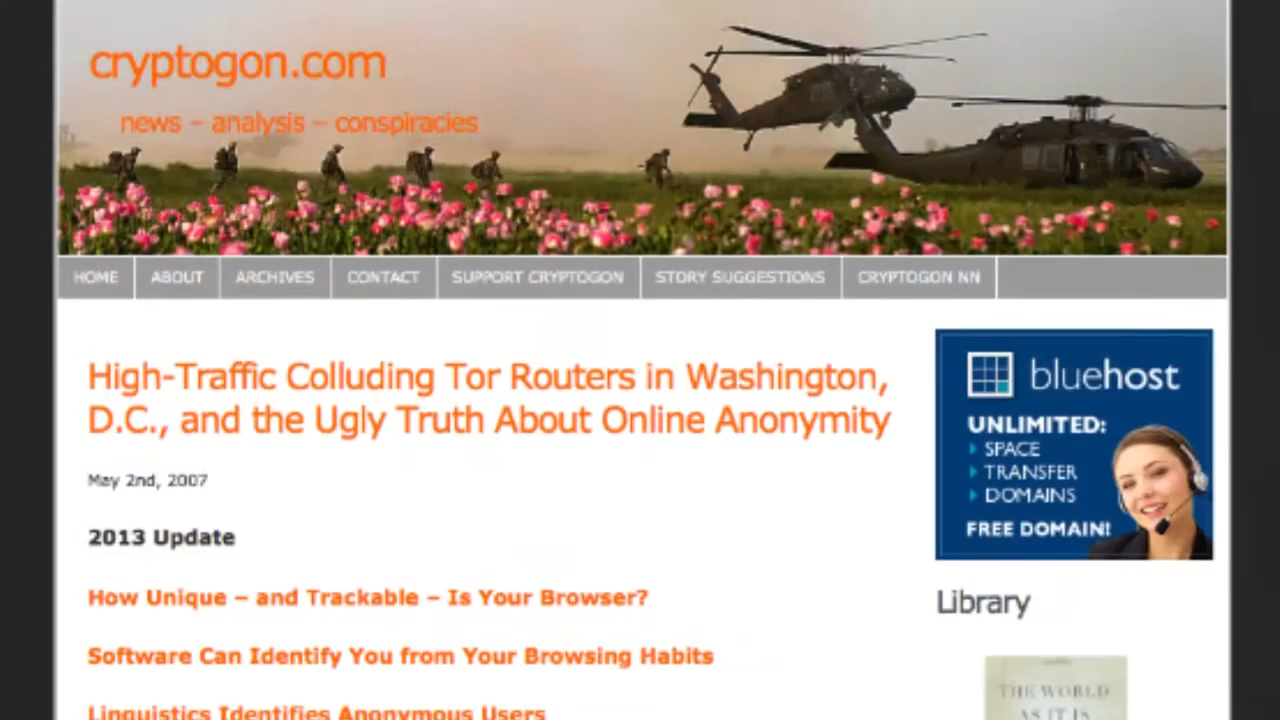 cryptogon.com
news – analysis – conspiracies
HOME ABOUT ARCHIVES CONTACT SUPPORT CRYPTOGON STORY SUGGESTIONS CRYPTOGON NN
High-Traffic Colluding Tor Routers in Washington,
D.C., and the Ugly Truth About Online Anonymity
May 2nd, 2007
2013 Update
How Unique – and Trackable – Is Your Browser?
Software Can Identify You from Your Browsing Habits
Linguistics Identifies Anonymous Users
bluehost
UNLIMITED:
SPACE
TRANSFER
DOMAINS
FREE DOMAIN!
Library
THE WORLD
AS IT IS